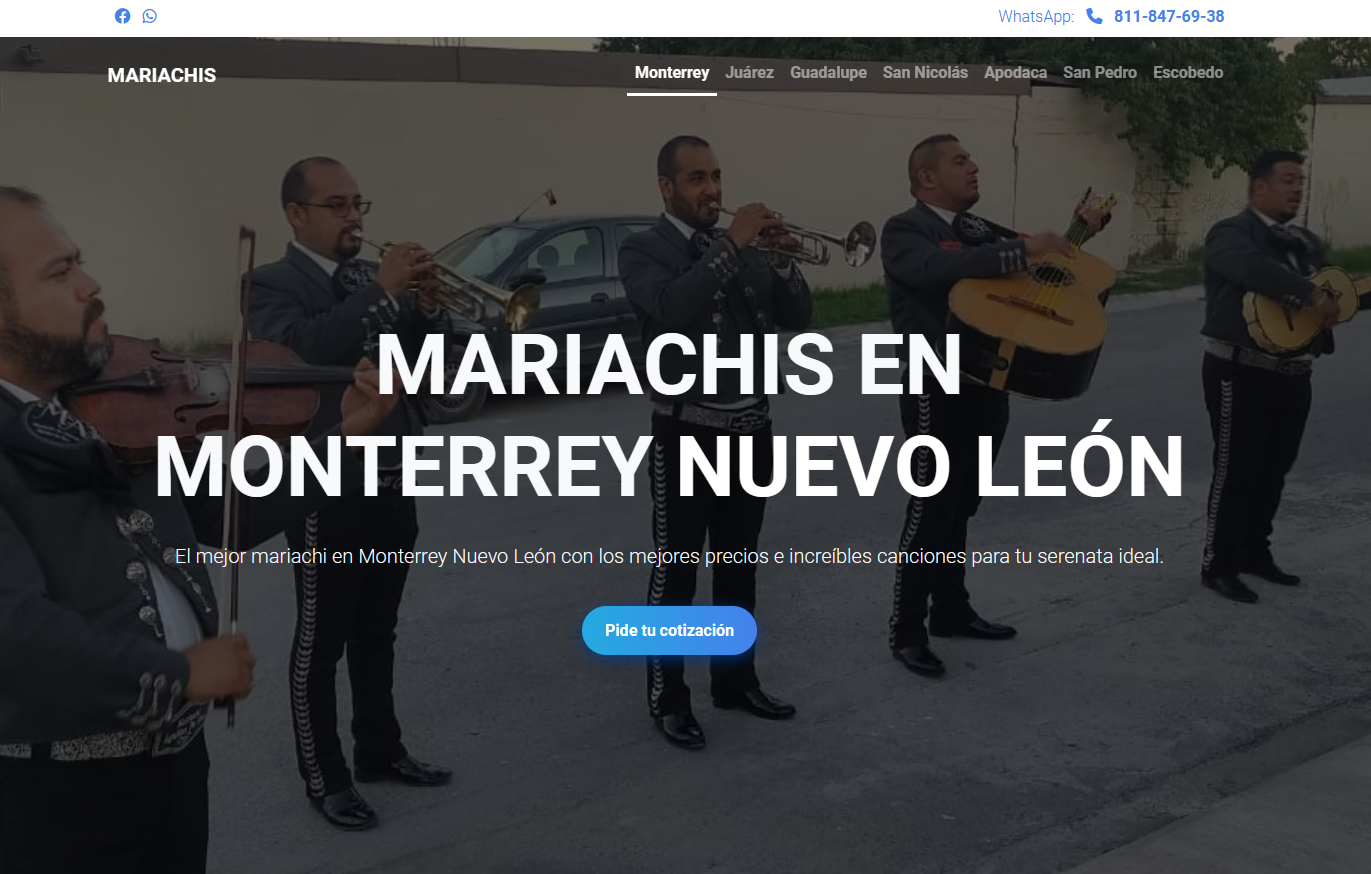 WhatsApp: 811-847-69-38
MARIACHIS
Monterrey Juárez Guadalupe San Nicolás Apodaca San Pedro Escobedo
MARIACHIS EN
MONTERREY NUEVO LEÓN
El mejor mariachi en Monterrey Nuevo León con los mejores precios e increíbles canciones para tu serenata ideal.
Pide tu cotización